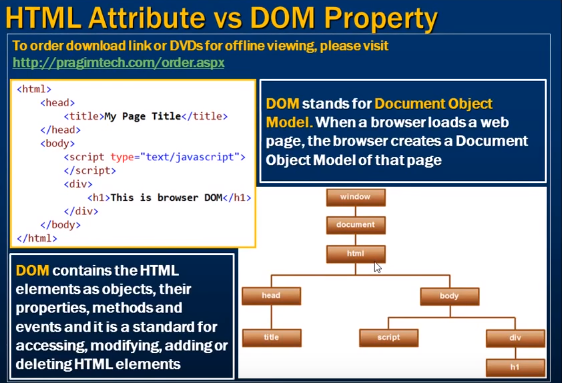 HTML Attribute vs DOM Property
To order download link or DVDs for offline viewing, please visit
http://pragimtech.com/order.aspx
<html>
<head>
<title>My Page Title</title>
</head>
<body>
<script type="text/javascript">
</script>
<div>
<h1>This is browser DOM</h1>
</div>
</body>
</html>
DOM stands for Document Object
Model. When a browser loads a web
page, the browser creates a Document
Object Model of that page
DOM contains the HTML
elements as objects, their
properties, methods and
events and it is a standard for
accessing, modifying, adding or
deleting HTML elements
window
document
html
head
body
title
script
div
h1